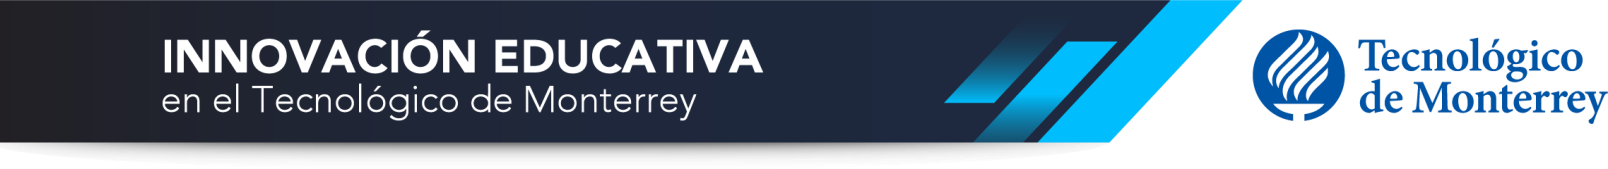 INNOVACIÓN EDUCATIVA
en el Tecnológico de Monterrey
Tecnológico
de Monterrey